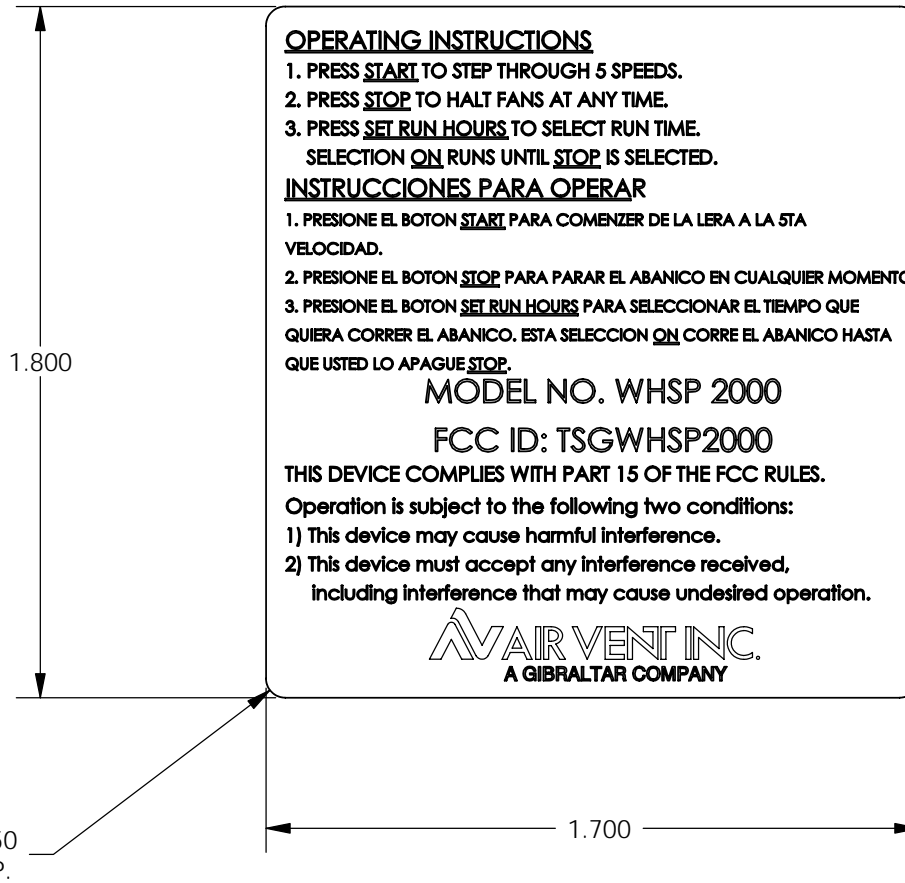 OPERATING INSTRUCTIONS
1. PRESS START TO STEP THROUGH 5 SPEEDS.
2. PRESS STOP TO HALT FANS AT ANY TIME.
3. PRESS SET RUN HOURS TO SELECT RUN TIME.
SELECTION ON RUNS UNTIL STOP IS SELECTED.
INSTRUCCIONES PARA OPERAR
1. PRESIONE EL BOTON START PARA COMENZER DE LA LERA A LA 5TA
VELOCIDAD.
2. PRESIONE EL BOTON STOP PARA PARAR EL ABANICO EN CUALQUIER MOMENTO
3. PRESIONE EL BOTON SET RUN HOURS PARA SELECCIONAR EL TIEMPO QUE
QUIERA CORRER EL ABANICO. ESTA SELECCION ON CORRE EL ABANICO HASTA
QUE USTED LO APAGUE STOP.
1.800
MODEL NO. WHSP 2000
FCC ID: TSGWHSP2000
THIS DEVICE COMPLIES WITH PART 15 OF THE FCC RULES.
Operation is subject to the following two conditions:
1) This device may cause harmful interference.
2) This device must accept any interference received,
including interference that may cause undesired operation.
AV AIR VENT INC.
A GIBRALTAR COMPANY
1.700